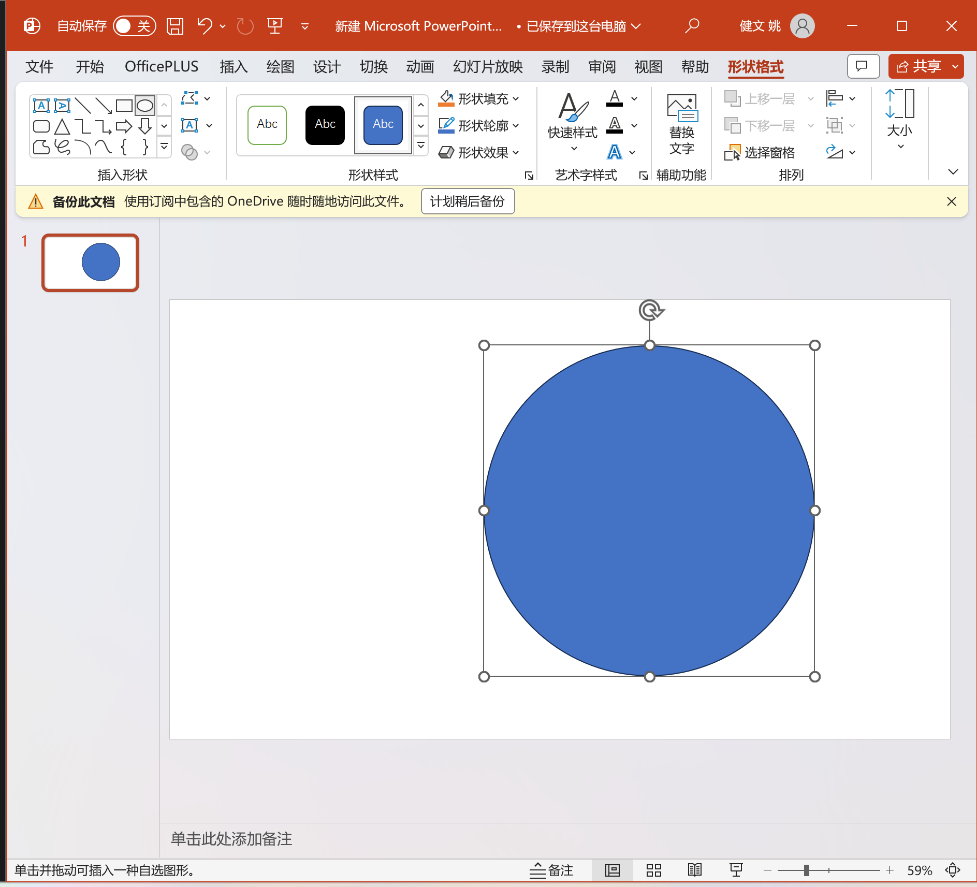 自动保存 关 新建 Microsoft PowerPoint... • 已保存到这台电脑 健文 姚
文件 开始 OfficePLUS 插入 绘图 设计 切换 动画 幻灯片放映 录制 审阅 视图 帮助 形状格式 共享
Abc Abc Abc
形状填充
形状轮廓
形状效果
快速样式
替换
文字
上移一层
下移一层
选择窗格
大小
插入形状 形状样式 艺术字样式 辅助功能 排列
备份此文档 使用订阅中包含的 OneDrive 随时随地访问此文件。 计划稍后备份
1
单击此处添加备注
单击并拖动可插入一种自选图形。 备注 59%